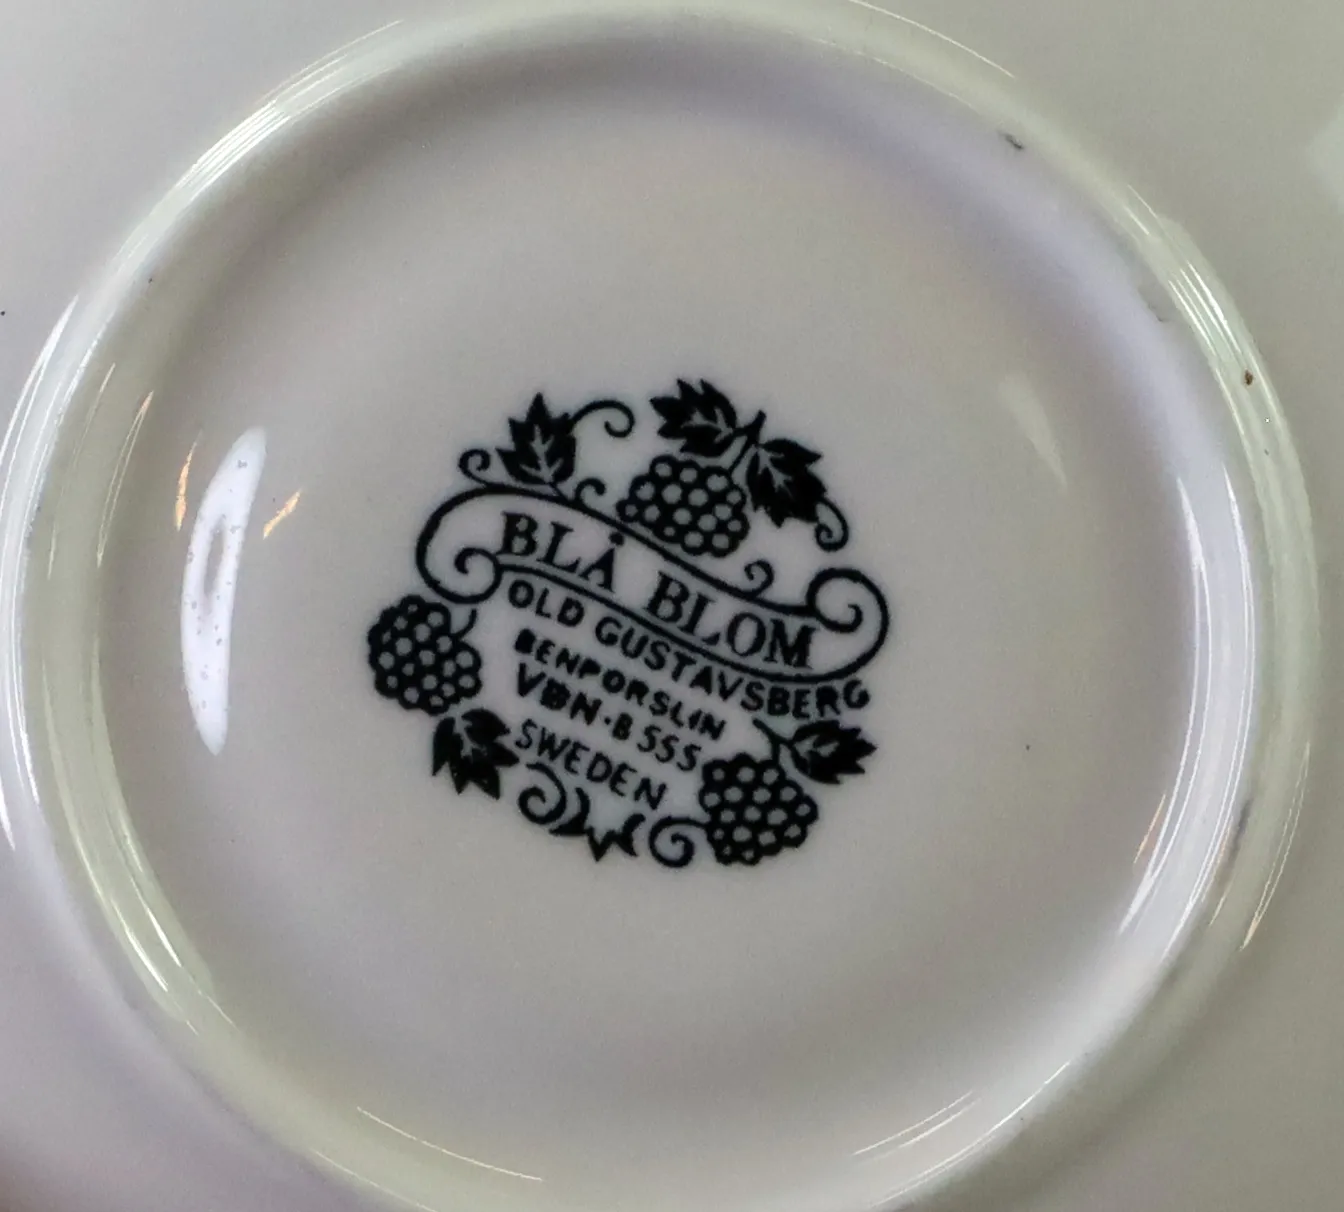 BLÅ BLOM
OLD GUSTAVSBERG
BENPORSLIN
VBN·B 555
SWEDEN